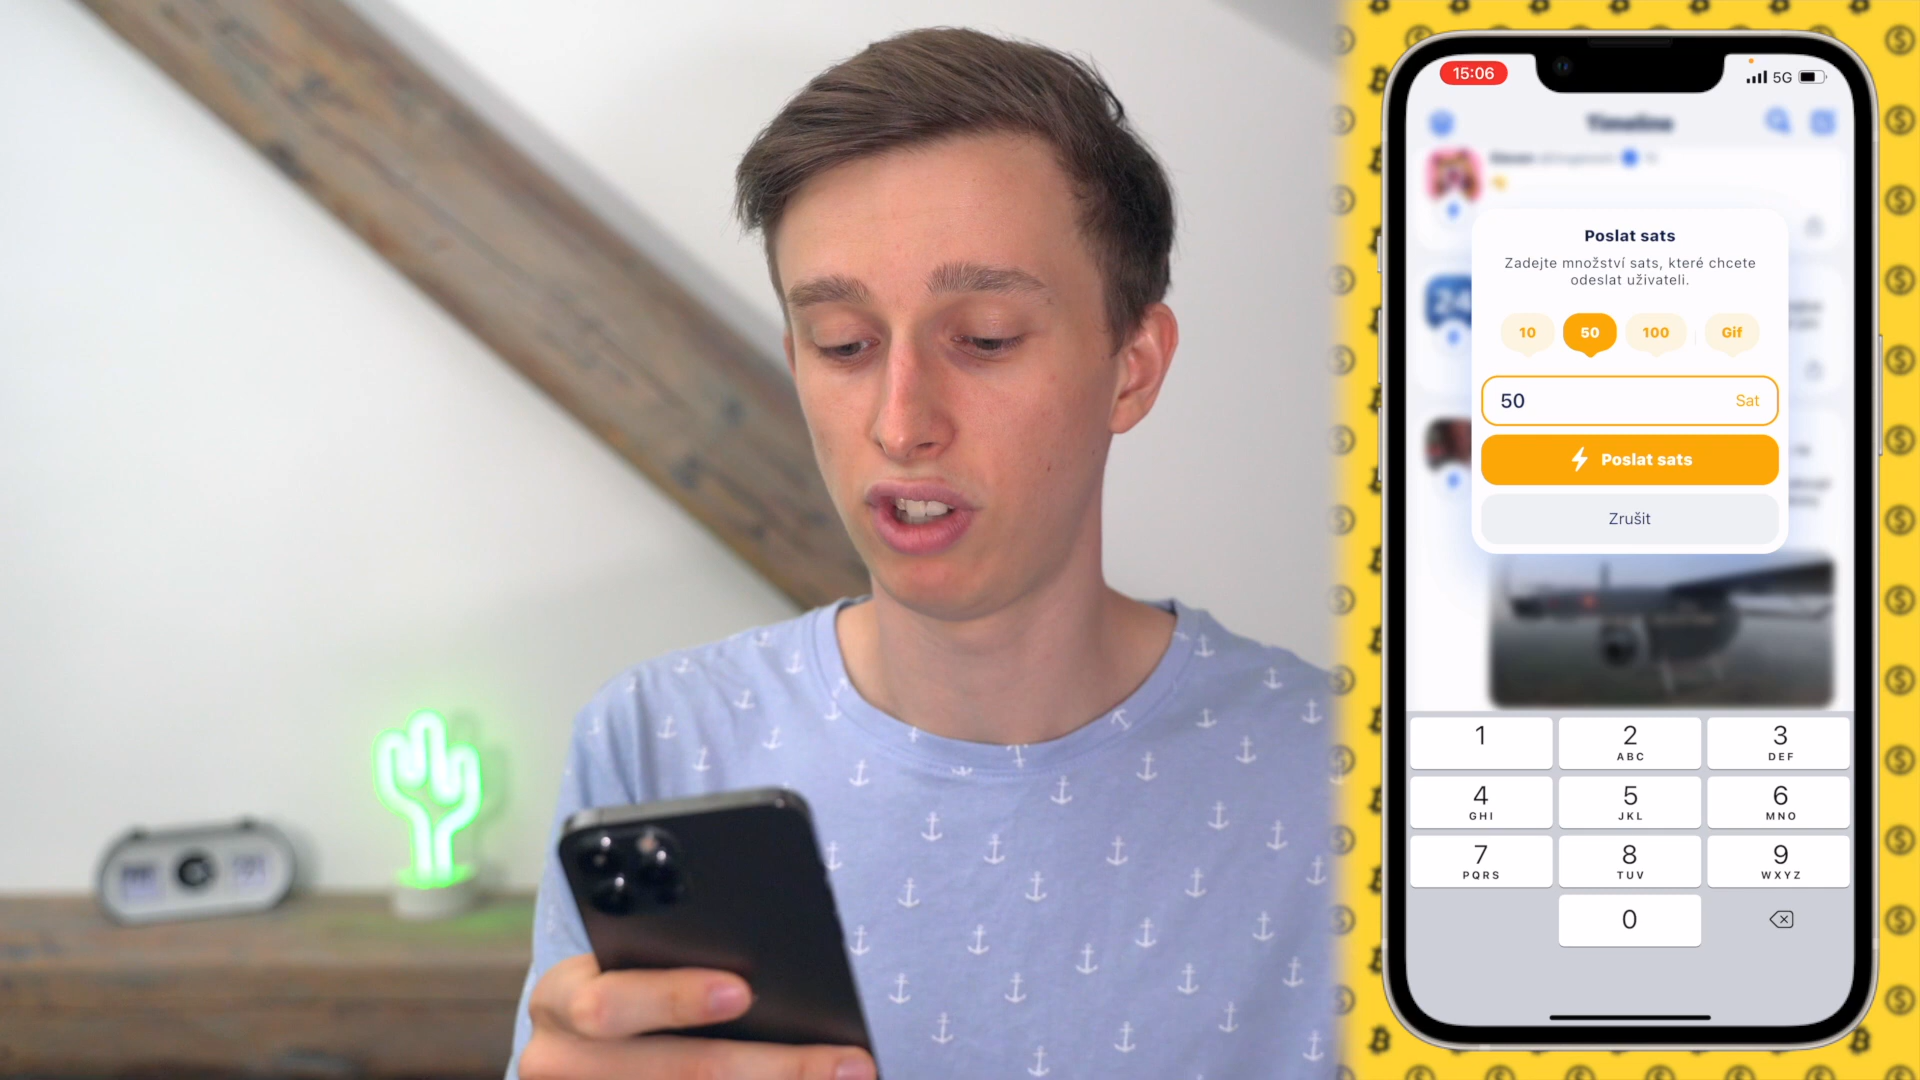 15:06
5G
Timeline
24
Poslat sats
Zadejte množství sats, které chcete
odeslat uživateli.
10 50 100 Gif
50 Sat
Poslat sats
Zrušit
1 2 3
ABC DEF
4 5 6
GHI JKL MNO
7 8 9
PQRS TUV WXYZ
0